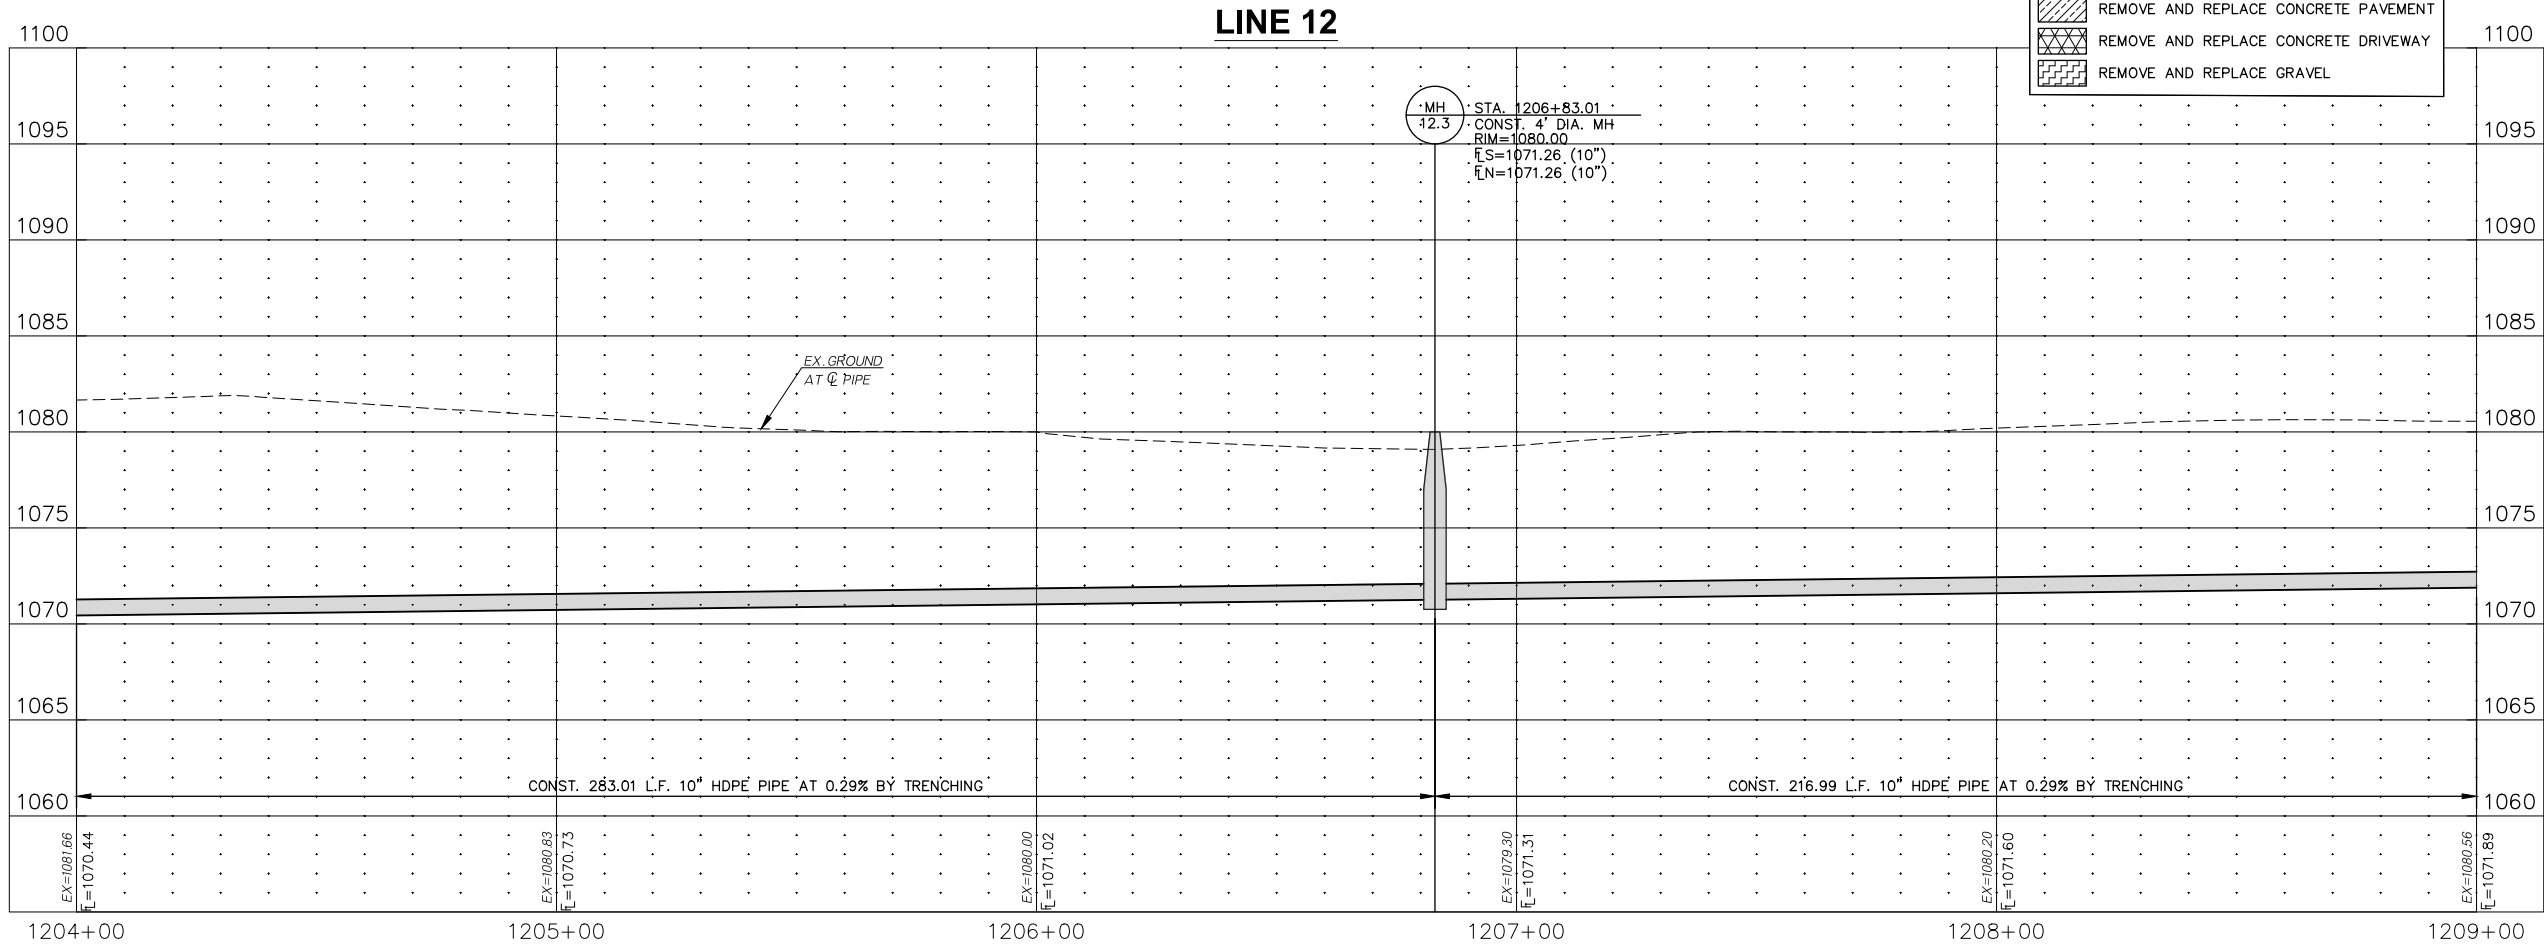 LINE 12
REMOVE AND REPLACE CONCRETE PAVEMENT
REMOVE AND REPLACE CONCRETE DRIVEWAY
REMOVE AND REPLACE GRAVEL
1100
1100
1095
1095
1090
1090
1085
1085
1080
1080
1075
1075
1070
1070
1065
1065
1060
1060
MH
12.3
STA. 1206+83.01
CONST. 4' DIA. MH
RIM=1080.00
FLS=1071.26 (10")
FLN=1071.26 (10")
EX. GROUND
AT ℄ PIPE
CONST. 283.01 L.F. 10" HDPE PIPE AT 0.29% BY TRENCHING
CONST. 216.99 L.F. 10" HDPE PIPE AT 0.29% BY TRENCHING
EX=1081.66
FL=1070.44
EX=1080.83
FL=1070.73
EX=1080.00
FL=1071.02
EX=1079.30
FL=1071.31
EX=1080.20
FL=1071.60
EX=1080.56
FL=1071.89
1204+00
1205+00
1206+00
1207+00
1208+00
1209+00